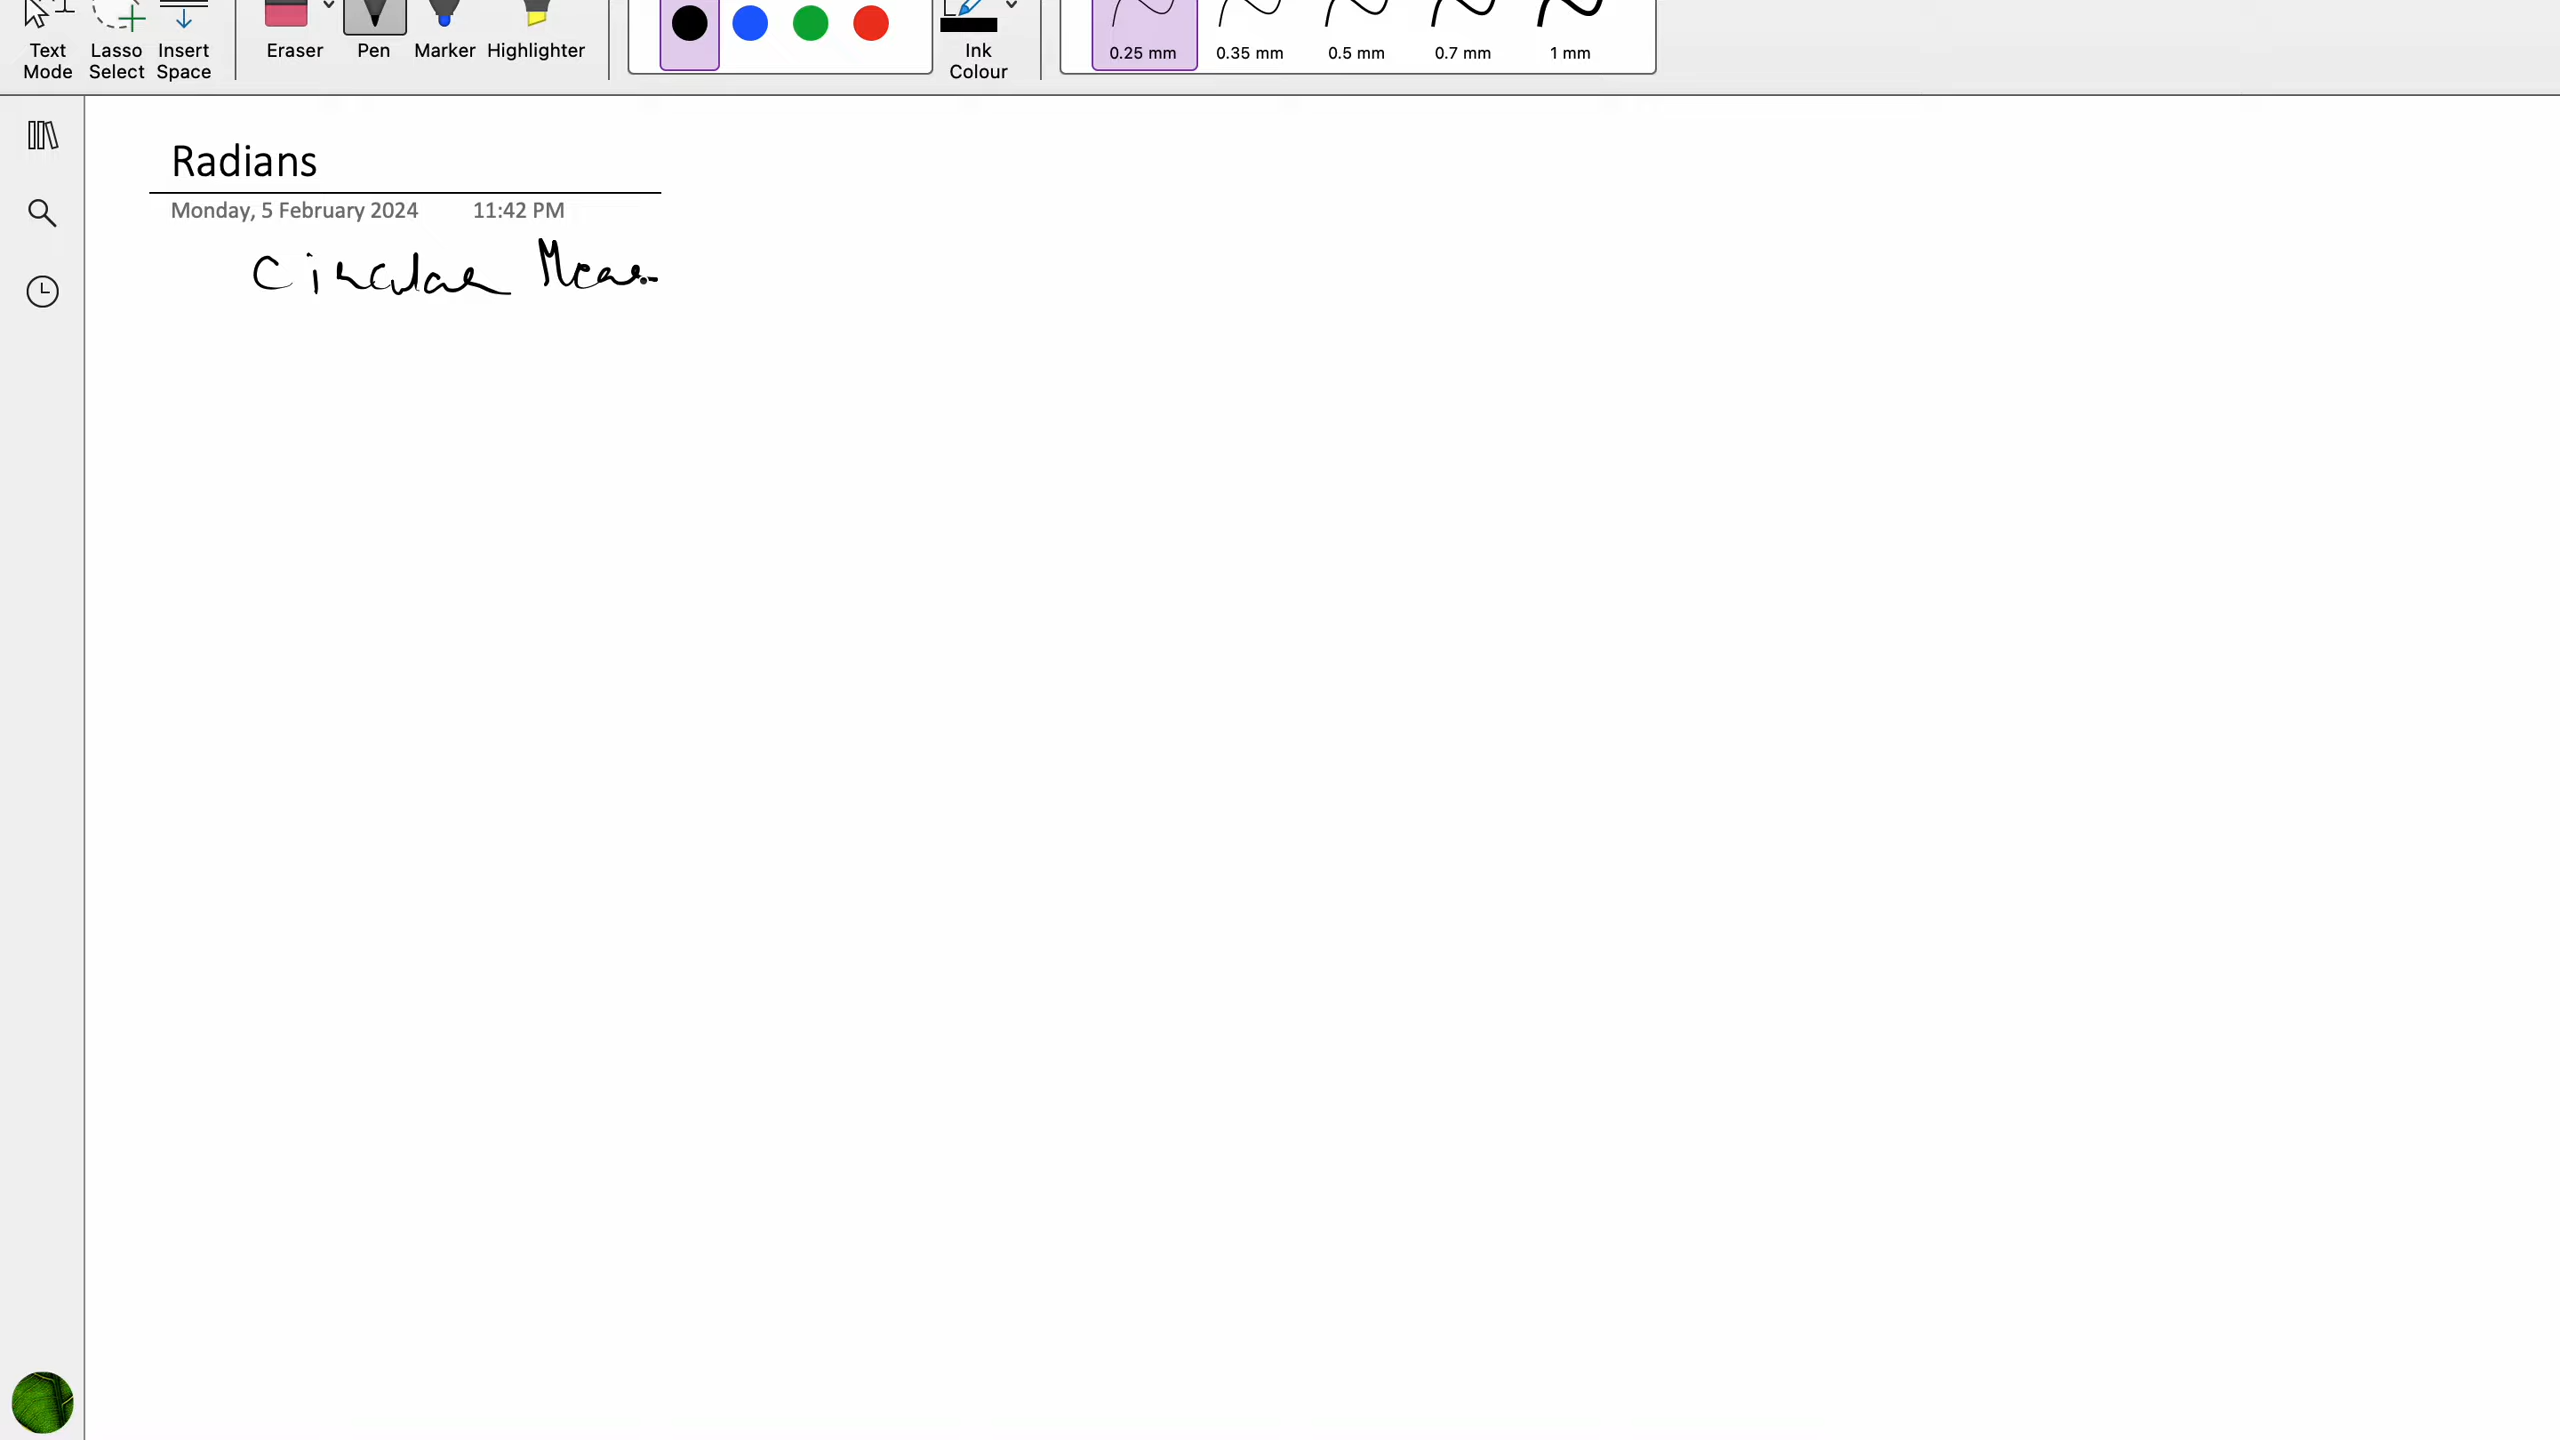 Text Mode
Lasso Select
Insert Space
Eraser
Pen
Marker
Highlighter
Ink Colour
0.25 mm
0.35 mm
0.5 mm
0.7 mm
1 mm
Radians
Monday, 5 February 2024 11:42 PM
Circular Meas